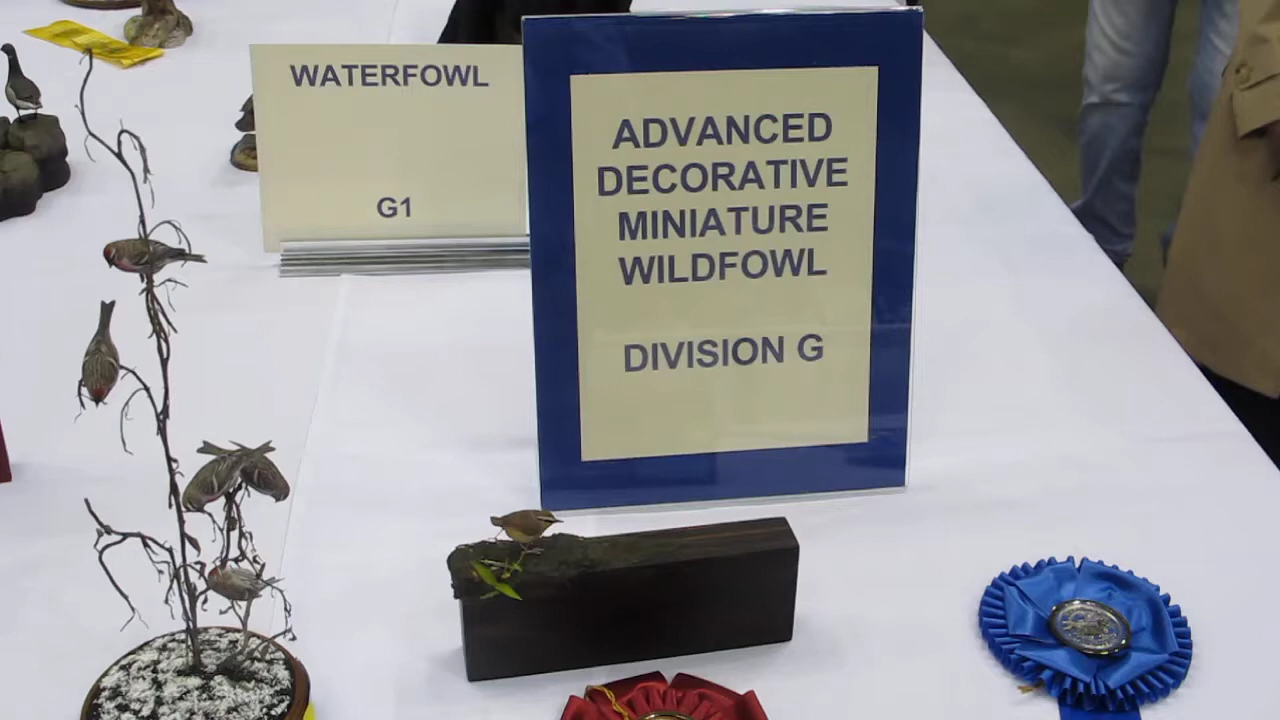 WATERFOWL
G1
ADVANCED
DECORATIVE
MINIATURE
WILDFOWL
DIVISION G